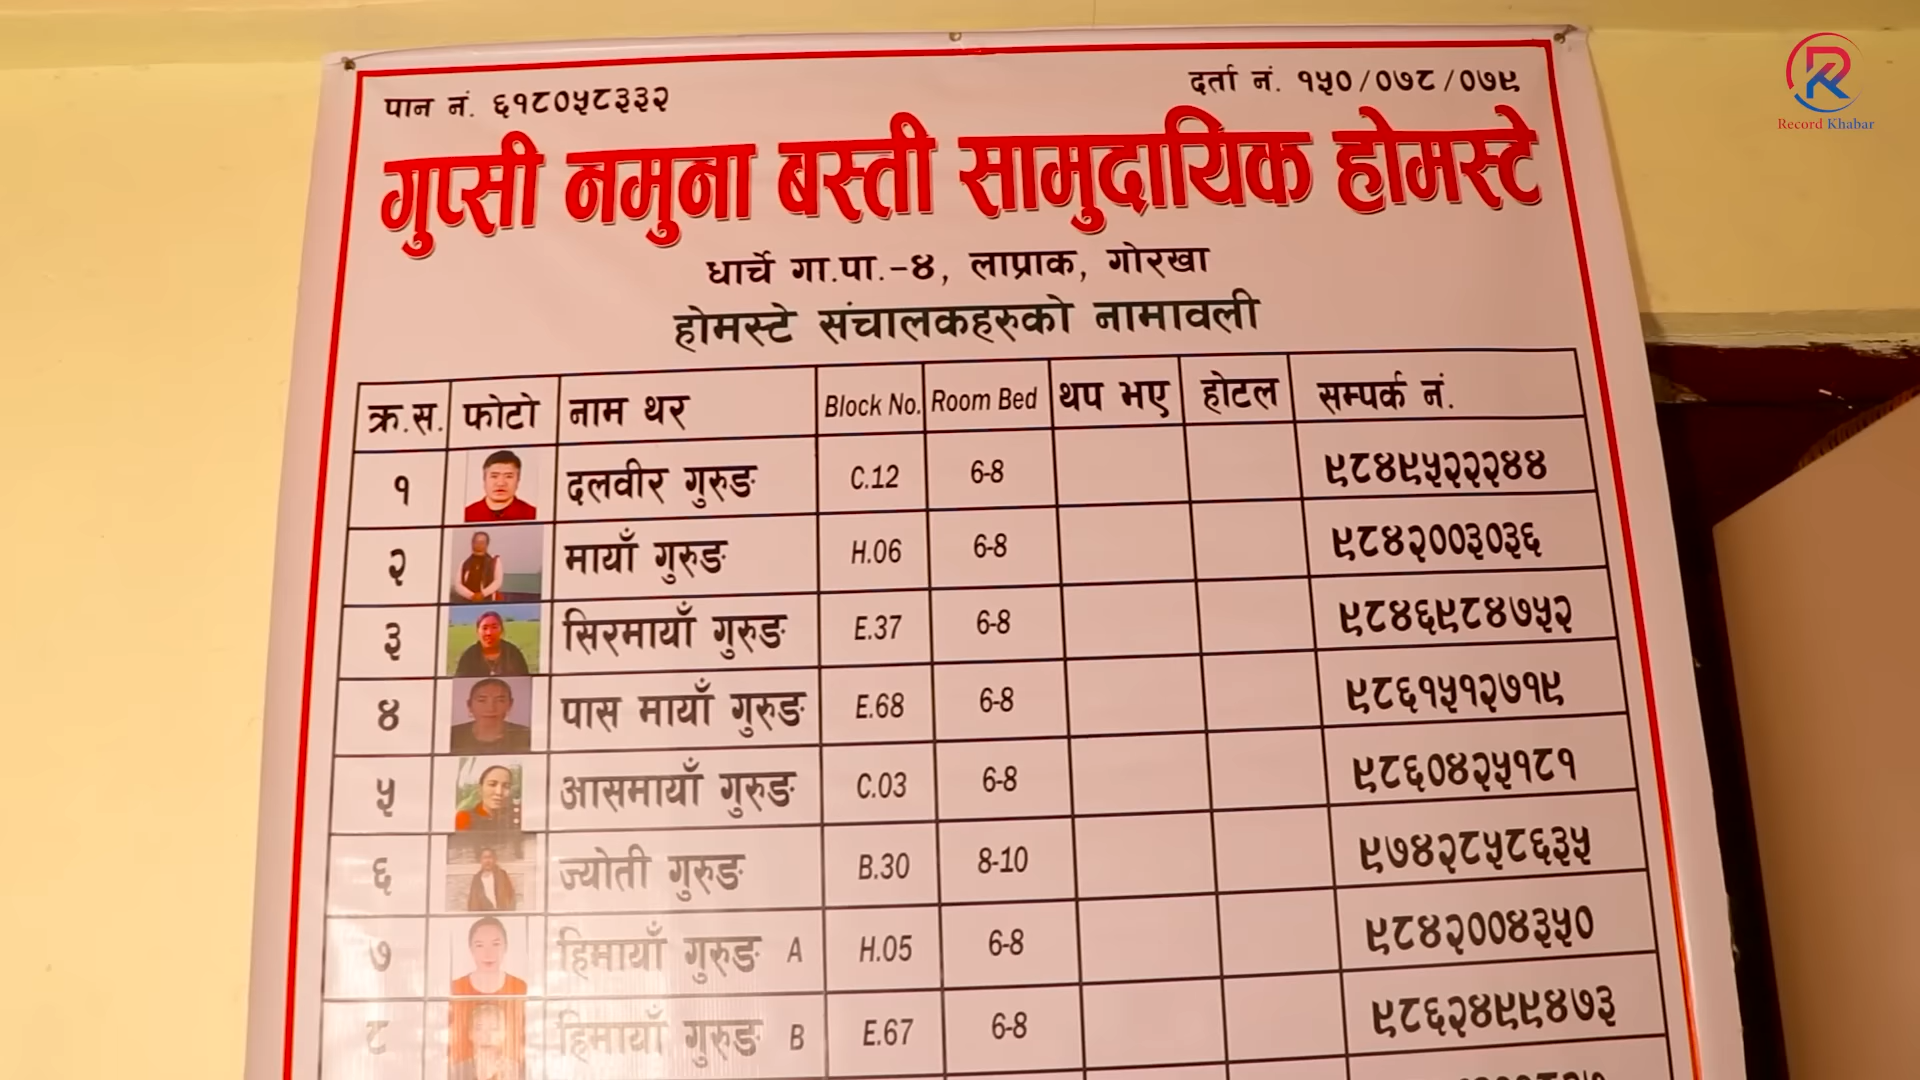 पान नं. ६१८०५८३३२
दर्ता नं. १५०/०७८/०७९
Record Khabar
गुप्सी नमुना बस्ती सामुदायिक होमस्टे
धार्चे गा.पा.-४, लाप्राक, गोरखा
होमस्टे संचालकहरुको नामावली
क्र.स. फोटो नाम थर Block No. Room Bed थप भए होटल सम्पर्क नं.
१ दलवीर गुरुङ C.12 6-8 ९८४९५२२२४४
२ मायाँ गुरुङ H.06 6-8 ९८४२००३०३६
३ सिरमायाँ गुरुङ E.37 6-8 ९८४६९८४७५२
४ पास मायाँ गुरुङ E.68 6-8 ९८६१५१२७१९
५ आसमायाँ गुरुङ C.03 6-8 ९८६०४२५१८१
६ ज्योती गुरुङ B.30 8-10 ९७४२८५८६३५
७ हिमायाँ गुरुङ A H.05 6-8 ९८४२००४३५०
८ हिमायाँ गुरुङ B E.67 6-8 ९८६२४९९४७३